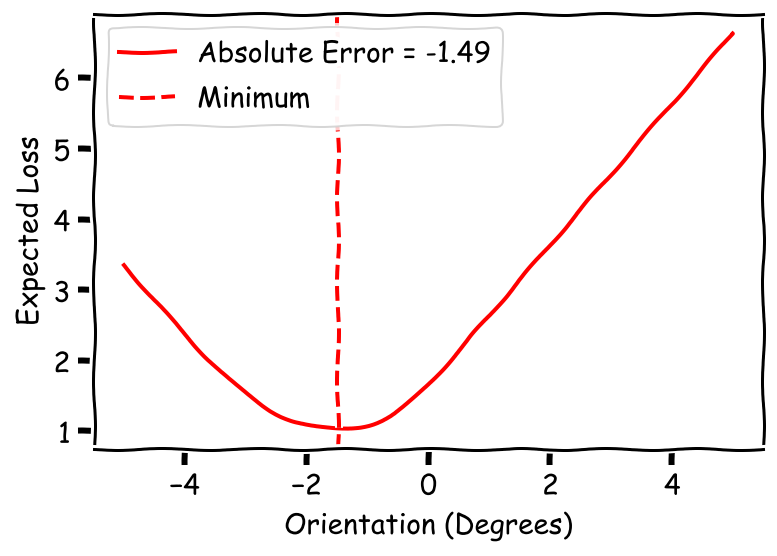 Absolute Error = -1.49
Minimum
Expected Loss
6
5
4
3
2
1
−4 −2 0 2 4
Orientation (Degrees)